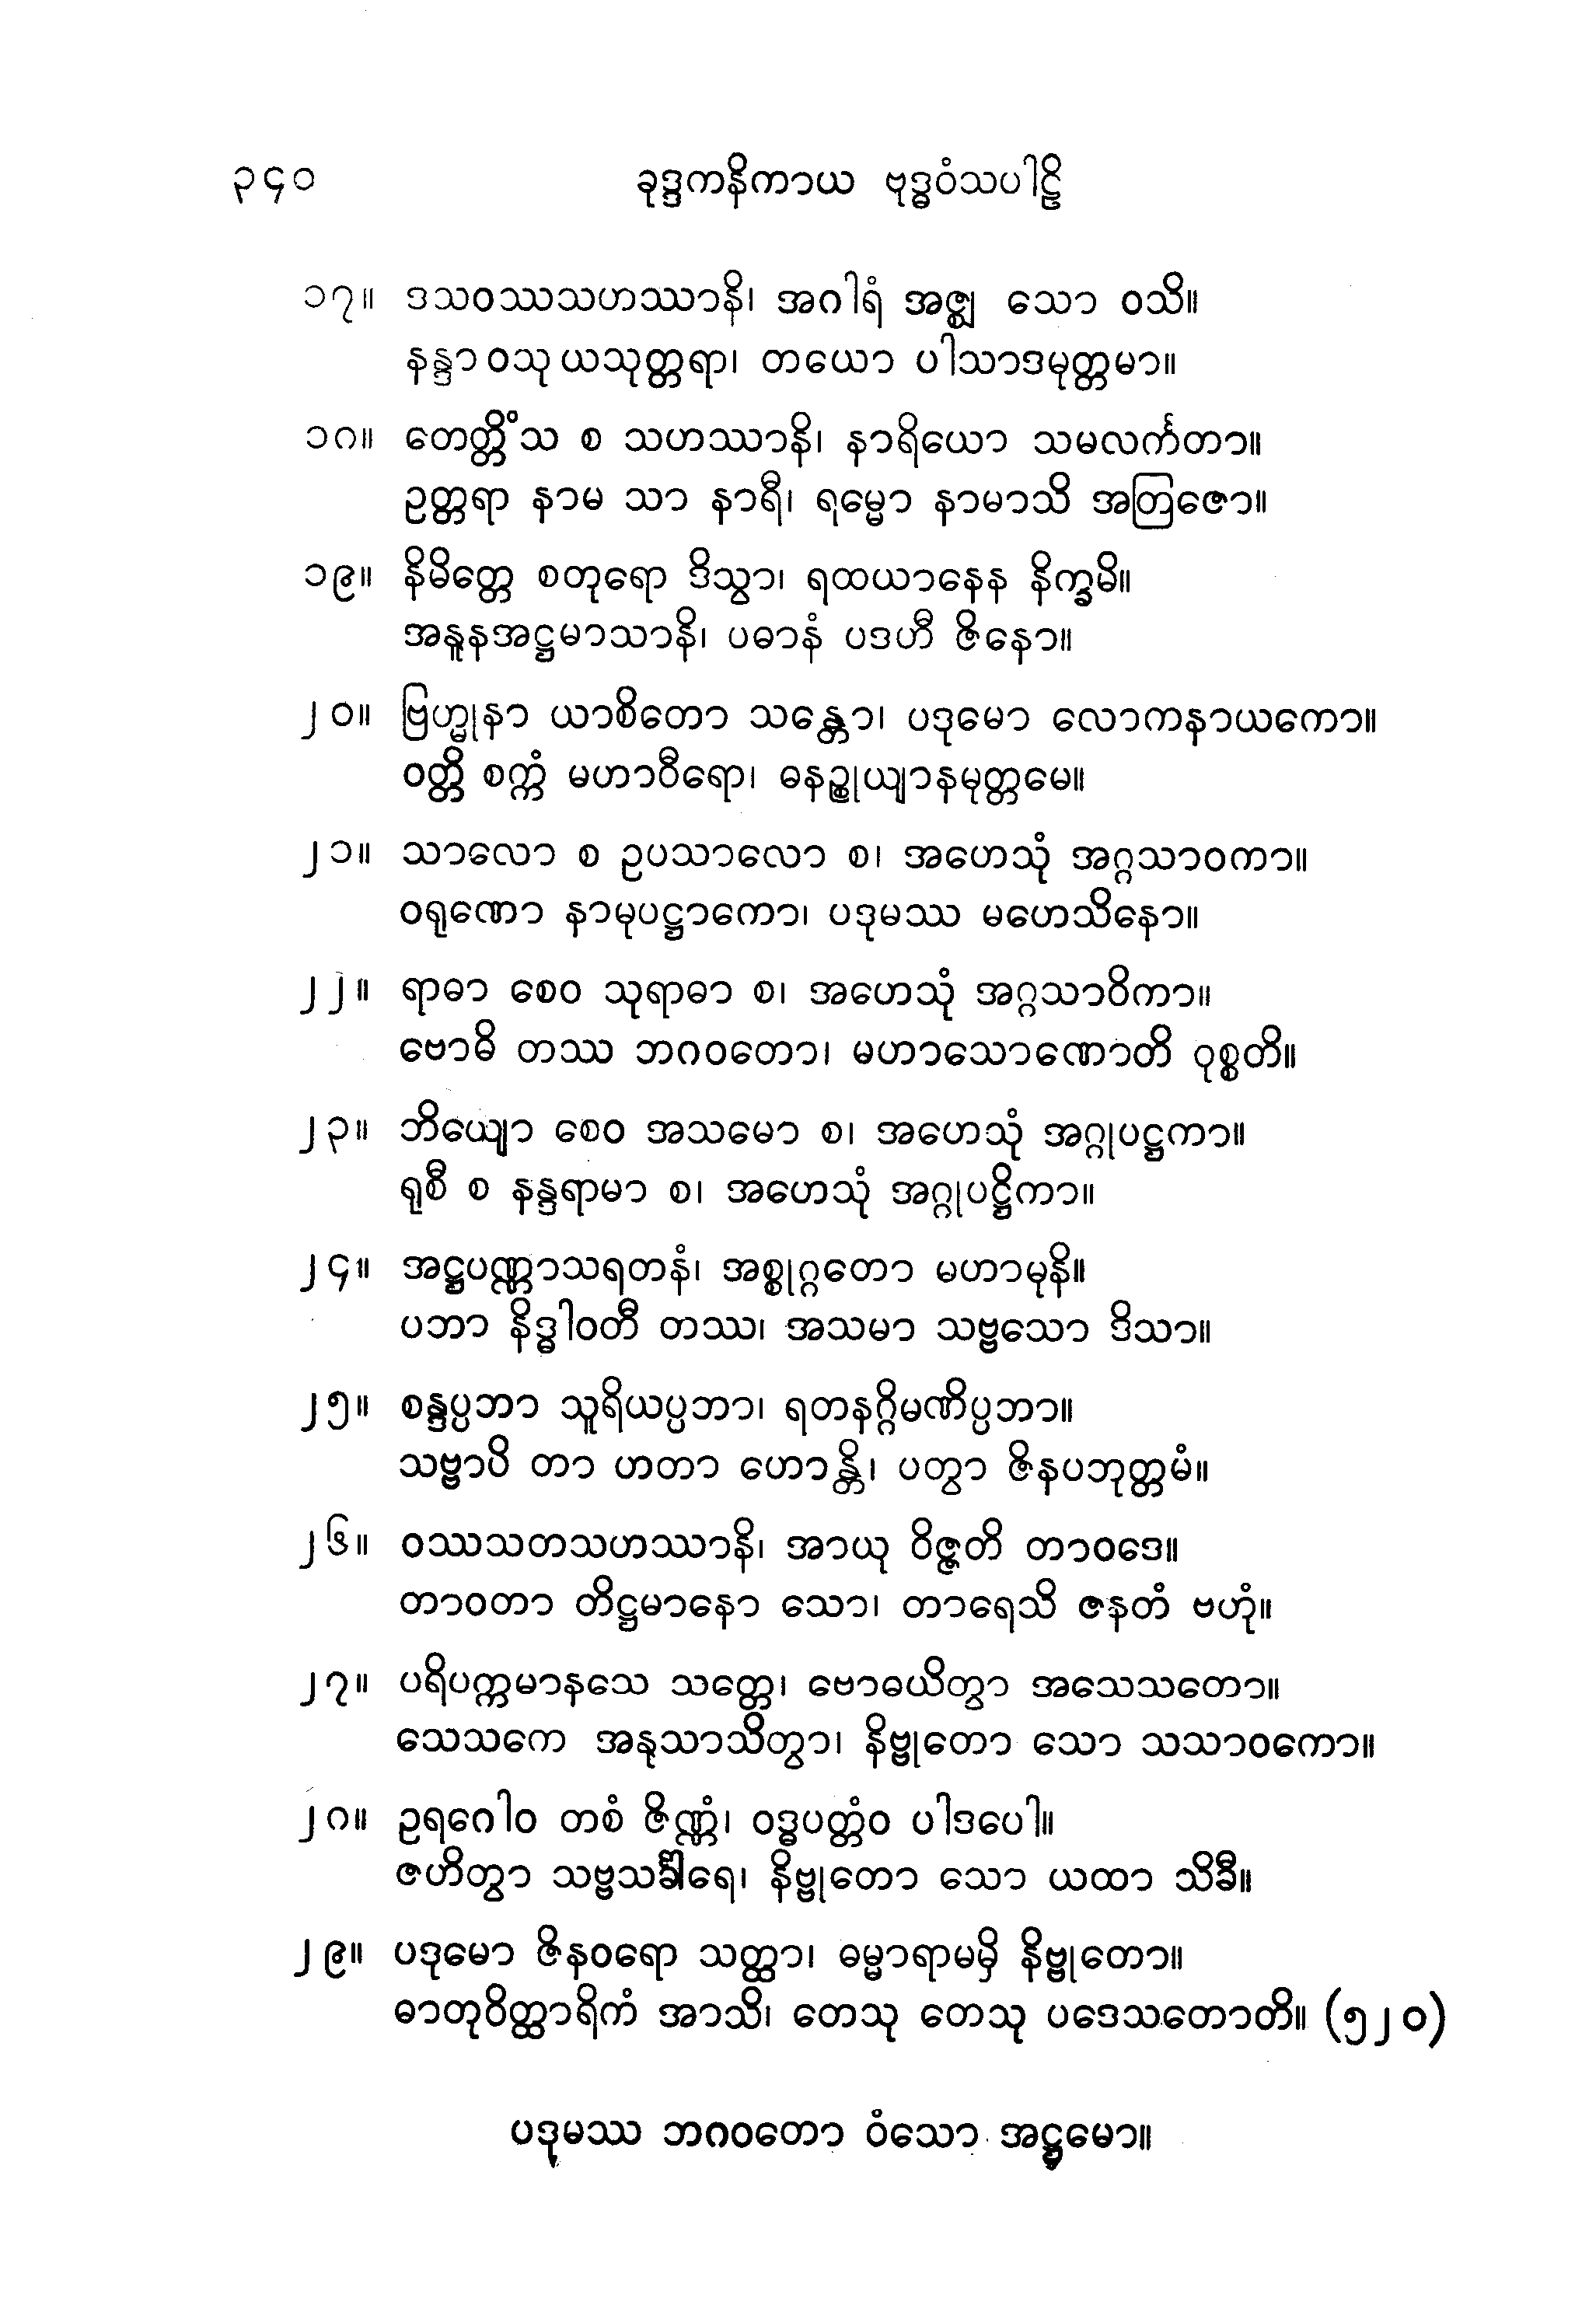 ၃၄၀ ခုဒ္ဒကနိကာယ ဗုဒ္ဓဝံသပါဠိ
၁၇။ ဒသဝဿသဟဿာနိ၊ အဂါရံ အဇ္ဈ သော ဝသိ။
နန္ဒာဝသုယသုတ္တရာ၊ တယော ပါသာဒမုတ္တမာ။
၁၈။ တေတ္တိံသ စ သဟဿာနိ၊ နာရိယော သမလင်္ကတာ။
ဥတ္တရာ နာမ သာ နာရီ၊ ရမ္မော နာမာသိ အတြဇော။
၁၉။ နိမိတ္တေ စတုရော ဒိသွာ၊ ရထယာနေန နိက္ခမိ။
အနူနအဋ္ဌမာသာနိ၊ ပဓာနံ ပဒဟီ ဇိနော။
၂၀။ ဗြဟ္မုနာ ယာစိတော သန္တော၊ ပဒုမော လောကနာယကော။
ဝတ္တိ စက္ကံ မဟာဝီရော၊ ဓနဉ္စုယျာနမုတ္တမေ။
၂၁။ သာလော စ ဥပသာလော စ၊ အဟေသုံ အဂ္ဂသာဝကာ။
ဝရုဏော နာမုပဋ္ဌာကော၊ ပဒုမဿ မဟေသိနော။
၂၂။ ရာဓာ စေဝ သုရာဓာ စ၊ အဟေသုံ အဂ္ဂသာဝိကာ။
ဗောဓိ တဿ ဘဂဝတော၊ မဟာသောဏောတိ ဝုစ္စတိ။
၂၃။ ဘိယျော စေဝ အသမော စ၊ အဟေသုံ အဂ္ဂုပဋ္ဌကာ။
ရုစီ စ နန္ဒရာမာ စ၊ အဟေသုံ အဂ္ဂုပဋ္ဌိကာ။
၂၄။ အဋ္ဌပဏ္ဏာသရတနံ၊ အစ္စုဂ္ဂတော မဟာမုနိ။
ပဘာ နိဒ္ဓါဝတီ တဿ၊ အသမာ သဗ္ဗသော ဒိသာ။
၂၅။ စန္ဒပ္ပဘာ သူရိယပ္ပဘာ၊ ရတနဂ္ဂိမဏိပ္ပဘာ။
သဗ္ဗာပိ တာ ဟတာ ဟောန္တိ၊ ပတွာ ဇိနပဘုတ္တမံ။
၂၆။ ဝဿသတသဟဿာနိ၊ အာယု ဝိဇ္ဇတိ တာဝဒေ။
တာဝတာ တိဋ္ဌမာနော သော၊ တာရေသိ ဇနတံ ဗဟုံ။
၂၇။ ပရိပက္ကမာနသေ သတ္တေ၊ ဗောဓယိတွာ အသေသတော။
သေသကေ အနုသာသိတွာ၊ နိဗ္ဗုတော သော သသာဝကော။
၂၈။ ဥရဂေါဝ တစံ ဇိဏ္ဏံ၊ ဝဒ္ဓပတ္တံဝ ပါဒပေါ။
ဇဟိတွာ သဗ္ဗသင်္ခါရေ၊ နိဗ္ဗုတော သော ယထာ သိခီ။
၂၉။ ပဒုမော ဇိနဝရော သတ္ထာ၊ ဓမ္မာရာမမှိ နိဗ္ဗုတော။
ဓာတုဝိတ္ထာရိကံ အာသိ၊ တေသု တေသု ပဒေသတောတိ။ (၅၂၀)
ပဒုမဿ ဘဂဝတော ဝံသော အဋ္ဌမော။